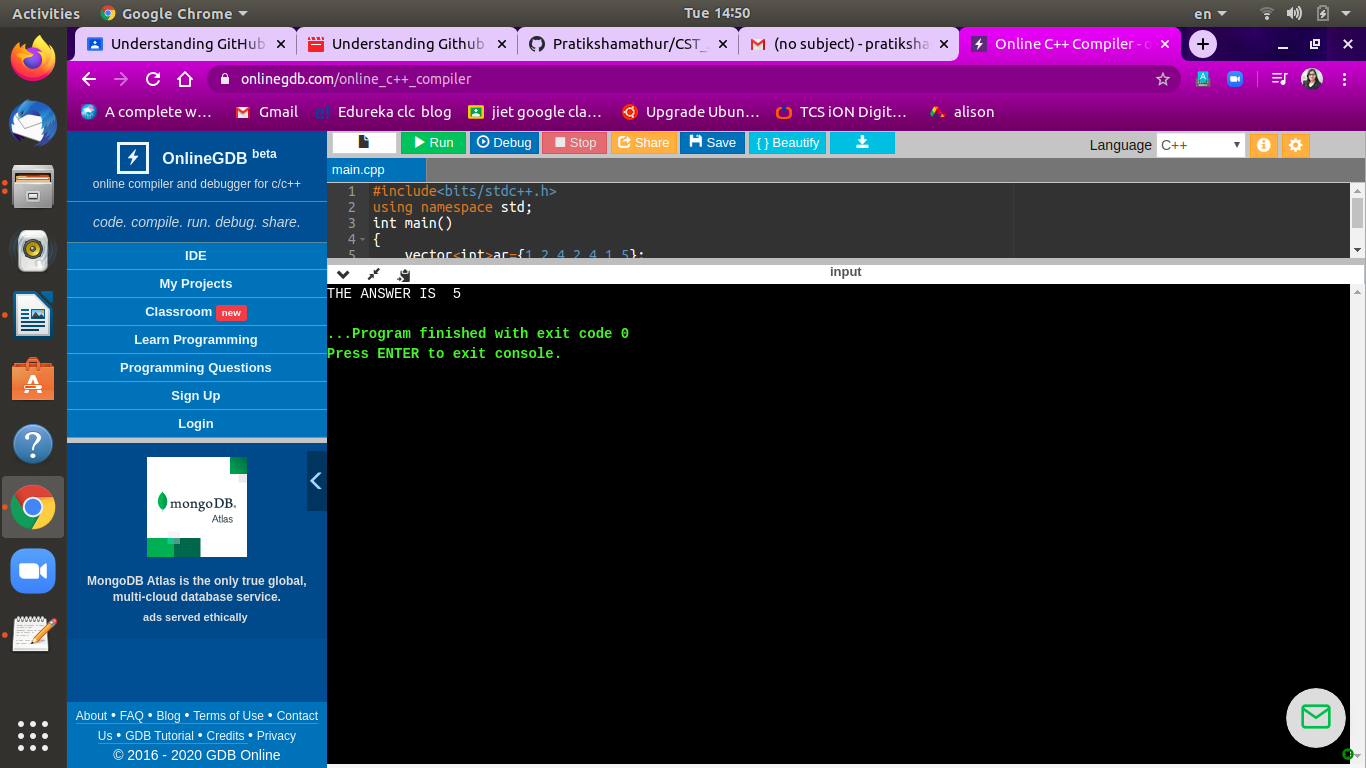 Activities Google Chrome Tue 14:50 en
Understanding GitHub Understanding Github Pratikshamathur/CST_ (no subject) - pratiksha Online C++ Compiler - o
onlinegdb.com/online_c++_compiler
A complete w… Gmail Edureka clc blog jiet google cla… Upgrade Ubun… TCS iON Digit… alison
OnlineGDB beta
online compiler and debugger for c/c++
code. compile. run. debug. share.
IDE
My Projects
Classroom new
Learn Programming
Programming Questions
Sign Up
Login
mongoDB.
Atlas
MongoDB Atlas is the only true global,
multi-cloud database service.
ads served ethically
About • FAQ • Blog • Terms of Use • Contact
Us • GDB Tutorial • Credits • Privacy
© 2016 - 2020 GDB Online
Run Debug Stop Share Save { } Beautify
Language C++
main.cpp
1 #include<bits/stdc++.h>
2 using namespace std;
3 int main()
4 {
5 vector<int>ar={1,2,4,2,4,1,5};
input
THE ANSWER IS  5
...Program finished with exit code 0
Press ENTER to exit console.